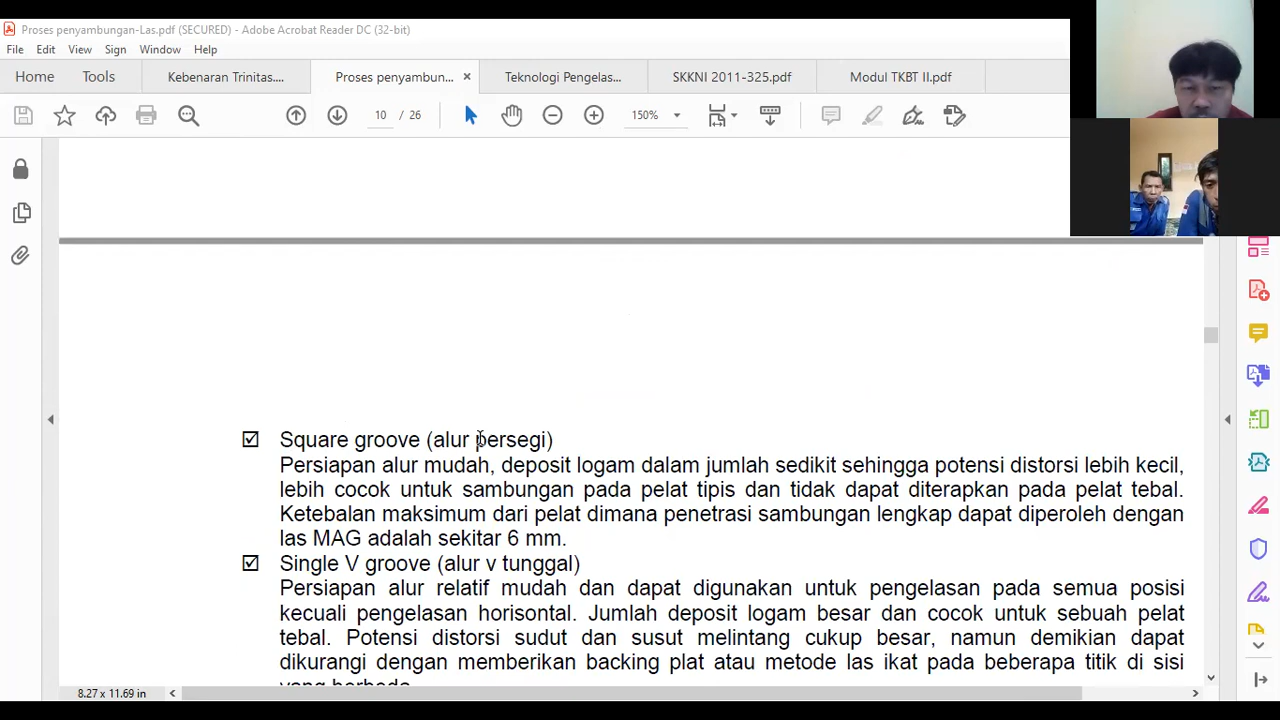 Proses penyambungan-Las.pdf (SECURED) - Adobe Acrobat Reader DC (32-bit)
File Edit View Sign Window Help
Home Tools Kebenaran Trinitas.... Proses penyambun... × Teknologi Pengelas... SKKNI 2011-325.pdf Modul TKBT II.pdf
10 / 26 150%
Square groove (alur persegi)
Persiapan alur mudah, deposit logam dalam jumlah sedikit sehingga potensi distorsi lebih kecil,
lebih cocok untuk sambungan pada pelat tipis dan tidak dapat diterapkan pada pelat tebal.
Ketebalan maksimum dari pelat dimana penetrasi sambungan lengkap dapat diperoleh dengan
las MAG adalah sekitar 6 mm.
Single V groove (alur v tunggal)
Persiapan alur relatif mudah dan dapat digunakan untuk pengelasan pada semua posisi
kecuali pengelasan horisontal. Jumlah deposit logam besar dan cocok untuk sebuah pelat
tebal. Potensi distorsi sudut dan susut melintang cukup besar, namun demikian dapat
dikurangi dengan memberikan backing plat atau metode las ikat pada beberapa titik di sisi
8.27 x 11.69 in